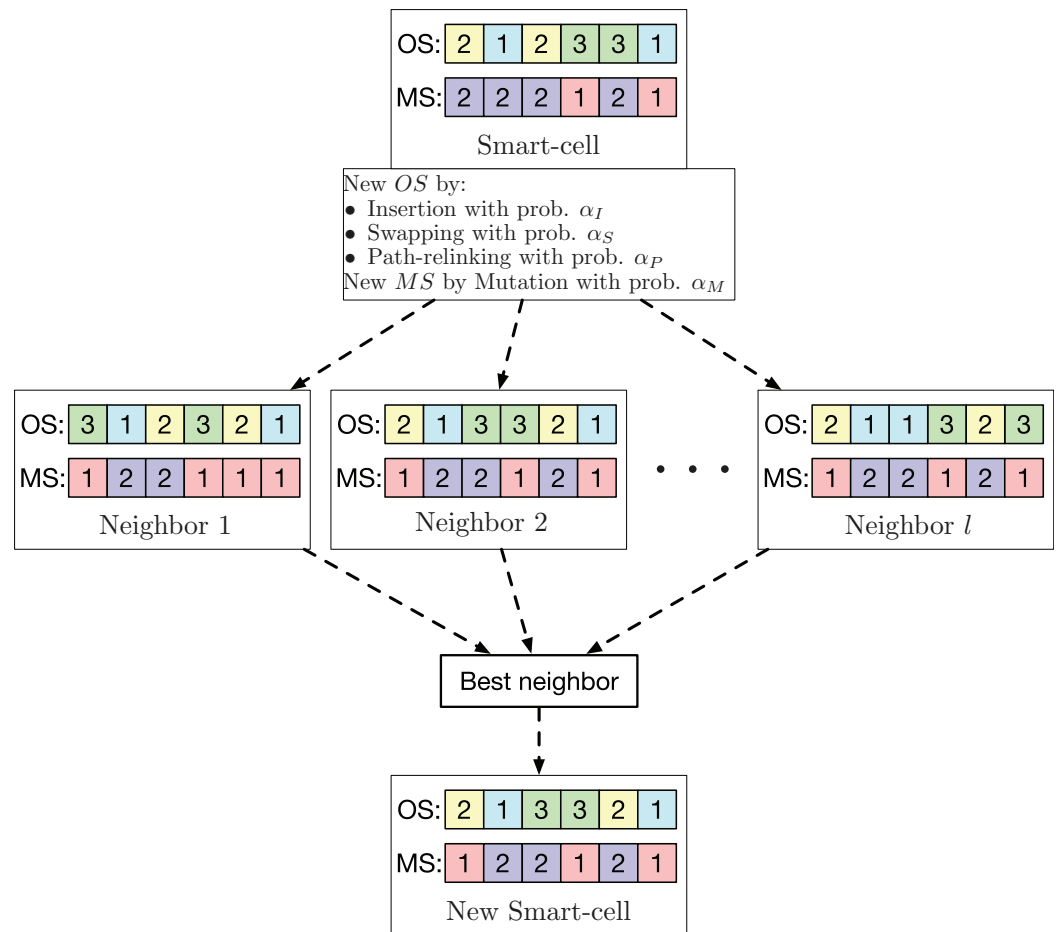 OS: 2 1 2 3 3 1
MS: 2 2 2 1 2 1
Smart-cell
New OS by:
• Insertion with prob. α_I
• Swapping with prob. α_S
• Path-relinking with prob. α_P
New MS by Mutation with prob. α_M
OS: 3 1 2 3 2 1
MS: 1 2 2 1 1 1
Neighbor 1
OS: 2 1 3 3 2 1
MS: 1 2 2 1 2 1
Neighbor 2
• • •
OS: 2 1 1 3 2 3
MS: 1 2 2 1 2 1
Neighbor l
Best neighbor
OS: 2 1 3 3 2 1
MS: 1 2 2 1 2 1
New Smart-cell